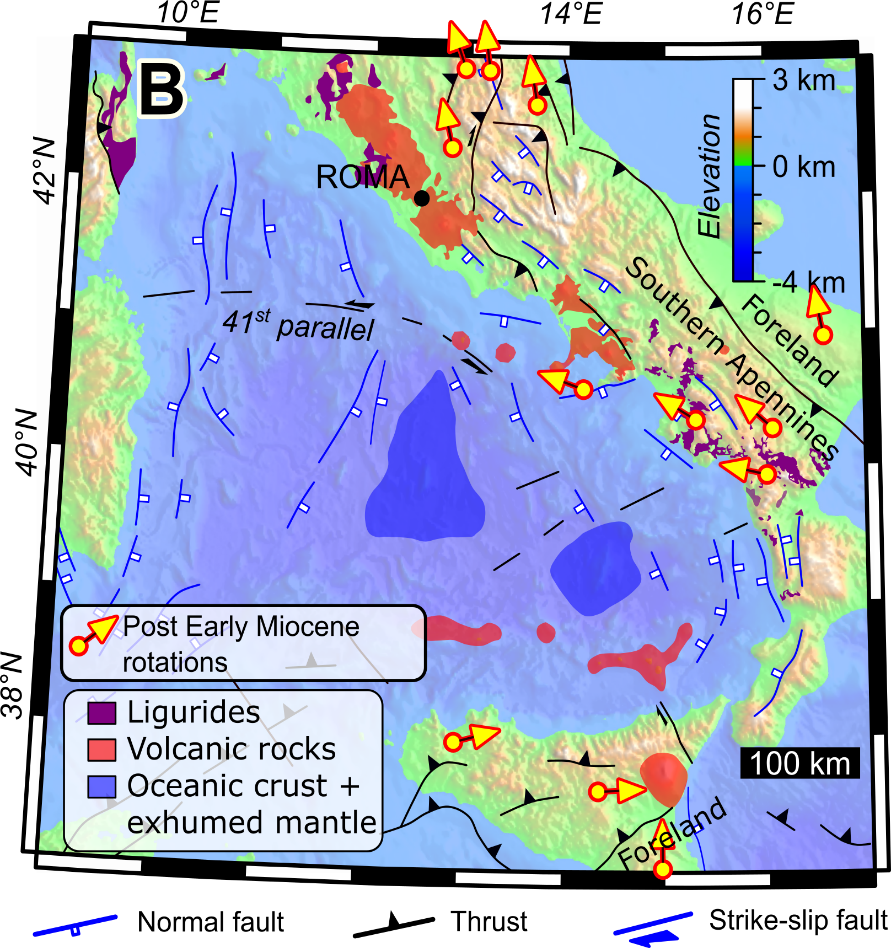 10°E
14°E
16°E
B
3 km
0 km
-4 km
Elevation
42°N
ROMA
41st parallel
Southern Apennines
Foreland
40°N
38°N
Post Early Miocene
rotations
Ligurides
Volcanic rocks
Oceanic crust +
exhumed mantle
100 km
Foreland
Normal fault
Thrust
Strike-slip fault